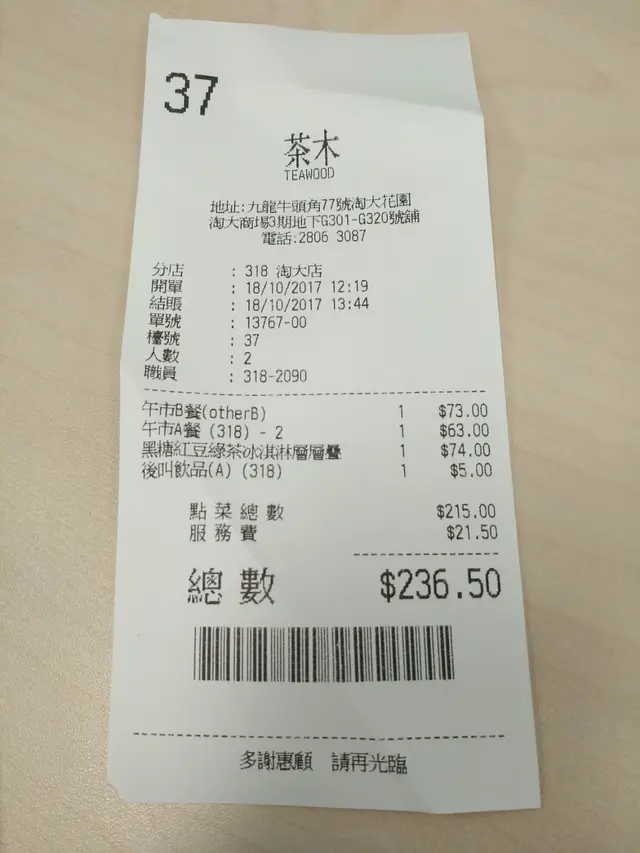 37
茶木
TEAWOOD
地址:九龍牛頭角77號淘大花園
淘大商場3期地下G301-G320號舖
電話:2806 3087
分店 : 318 淘大店
開單 : 18/10/2017 12:19
結賬 : 18/10/2017 13:44
單號 : 13767-00
檯號 : 37
人數 : 2
職員 : 318-2090
午市B餐(otherB) 1 $73.00
午市A餐 (318) - 2 1 $63.00
黑糖紅豆綠茶冰淇淋層層疊 1 $74.00
後叫飲品(A) (318) 1 $5.00
點菜總數 $215.00
服務費 $21.50
總數 $236.50
多謝惠顧 請再光臨